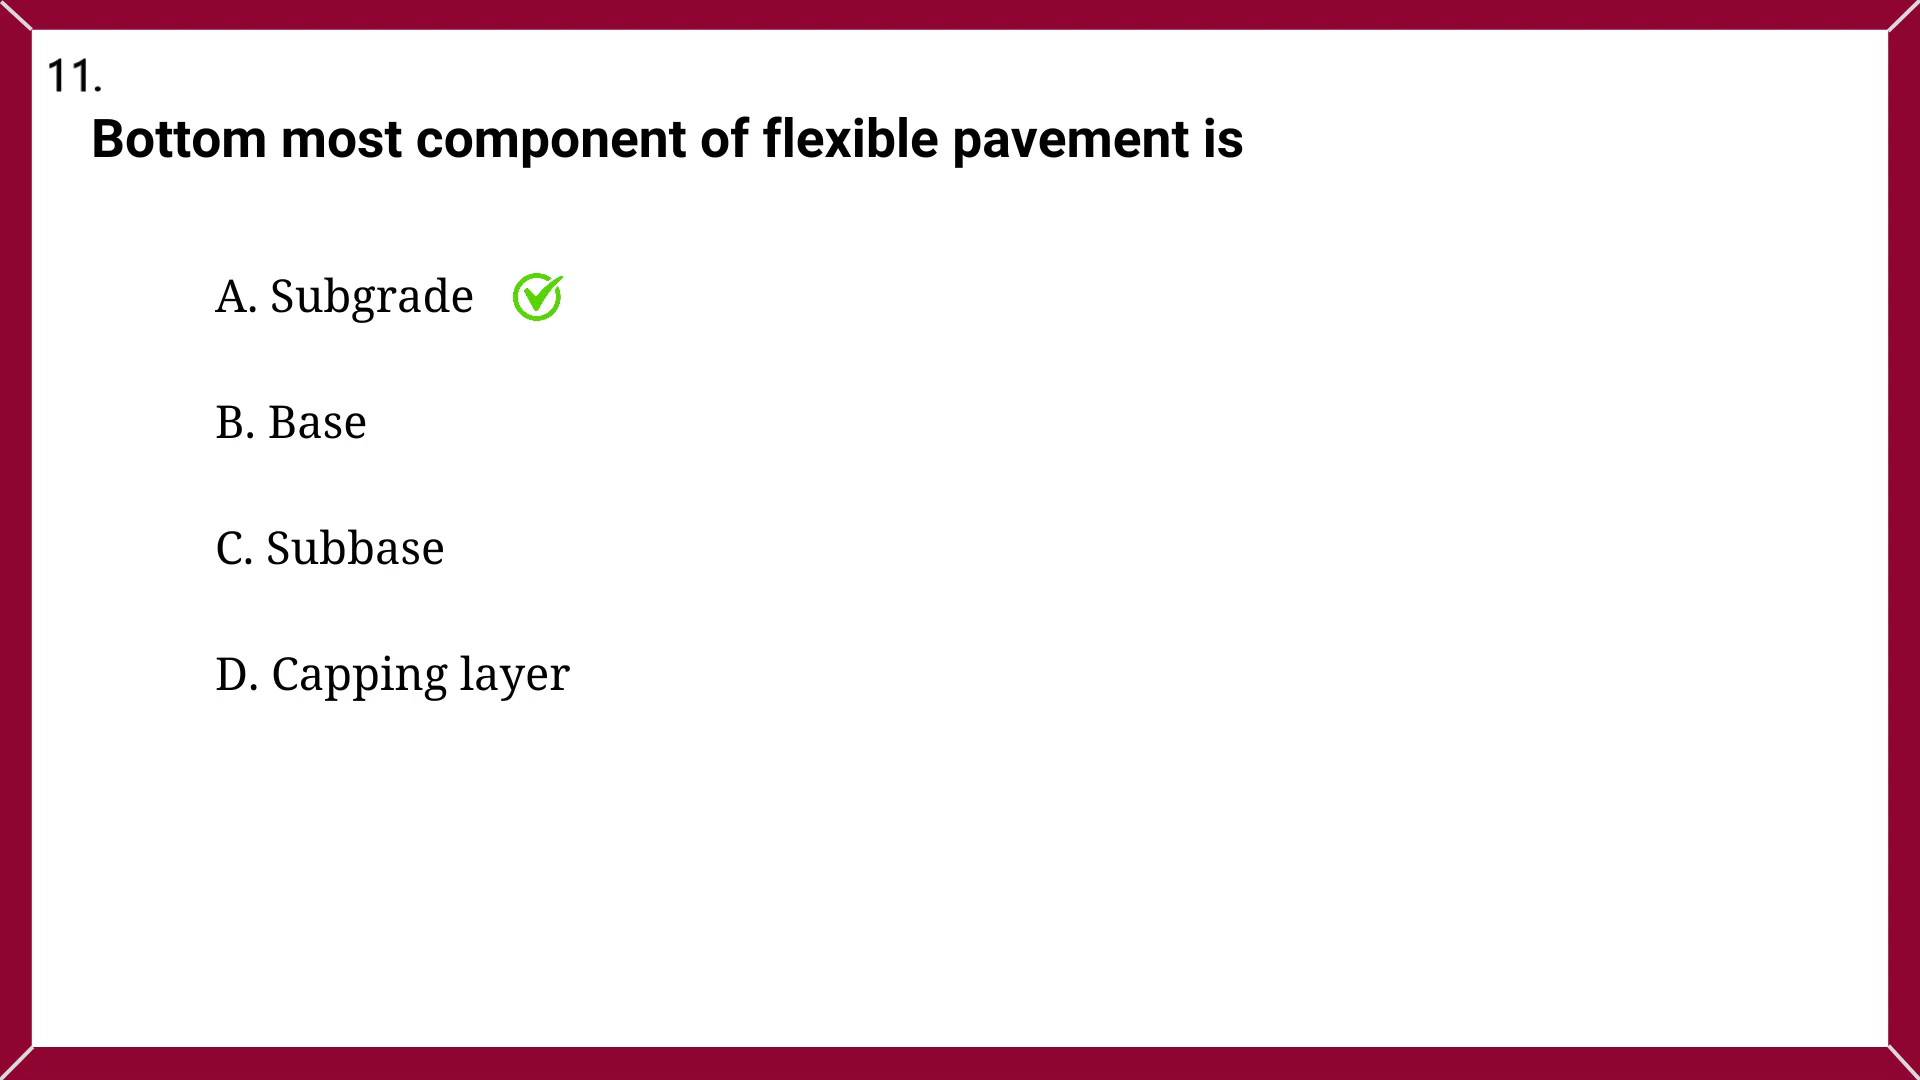 11.
Bottom most component of flexible pavement is
A. Subgrade
B. Base
C. Subbase
D. Capping layer